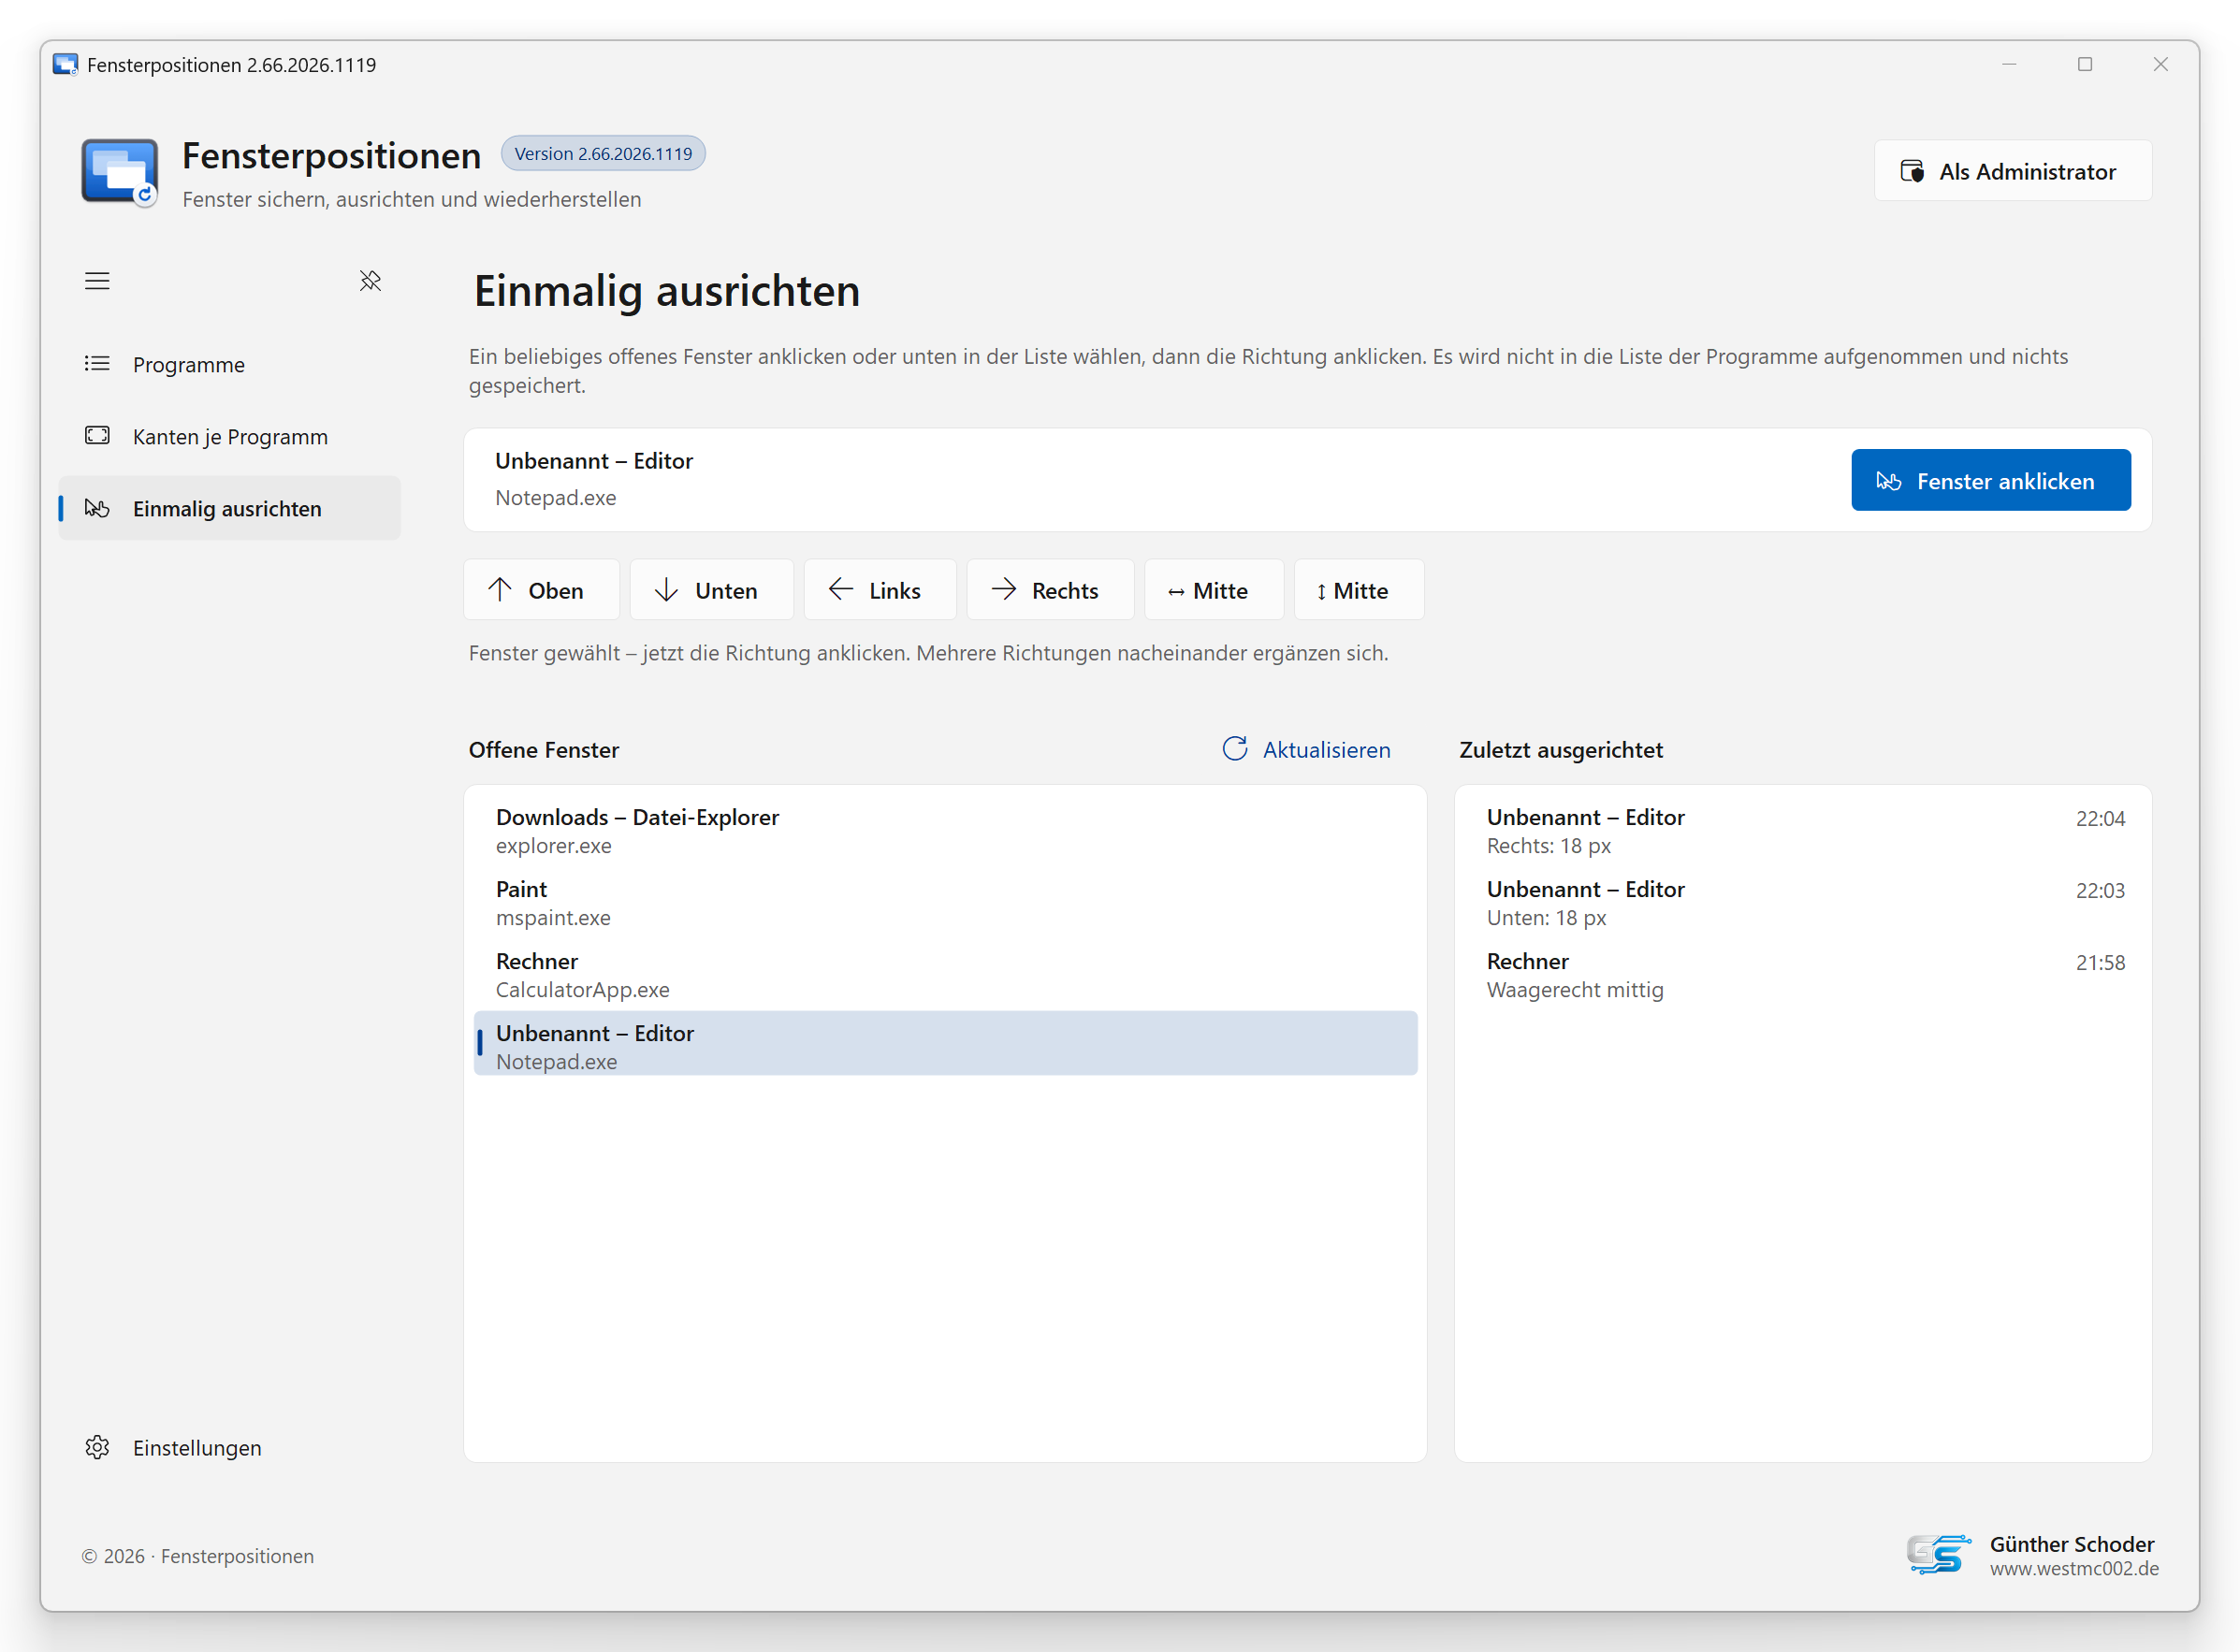 Fensterpositionen 2.66.2026.1119
Fensterpositionen
Version 2.66.2026.1119
Fenster sichern, ausrichten und wiederherstellen
Als Administrator
Programme
Kanten je Programm
Einmalig ausrichten
Einstellungen
Einmalig ausrichten
Ein beliebiges offenes Fenster anklicken oder unten in der Liste wählen, dann die Richtung anklicken. Es wird nicht in die Liste der Programme aufgenommen und nichts
gespeichert.
Unbenannt – Editor
Notepad.exe
Fenster anklicken
↑ Oben ↓ Unten ← Links → Rechts ↔ Mitte ↕ Mitte
Fenster gewählt – jetzt die Richtung anklicken. Mehrere Richtungen nacheinander ergänzen sich.
Offene Fenster
Aktualisieren
Downloads – Datei-Explorer
explorer.exe
Paint
mspaint.exe
Rechner
CalculatorApp.exe
Unbenannt – Editor
Notepad.exe
Zuletzt ausgerichtet
Unbenannt – Editor 22:04
Rechts: 18 px
Unbenannt – Editor 22:03
Unten: 18 px
Rechner 21:58
Waagerecht mittig
© 2026 · Fensterpositionen
GS
Günther Schoder
www.westmc002.de